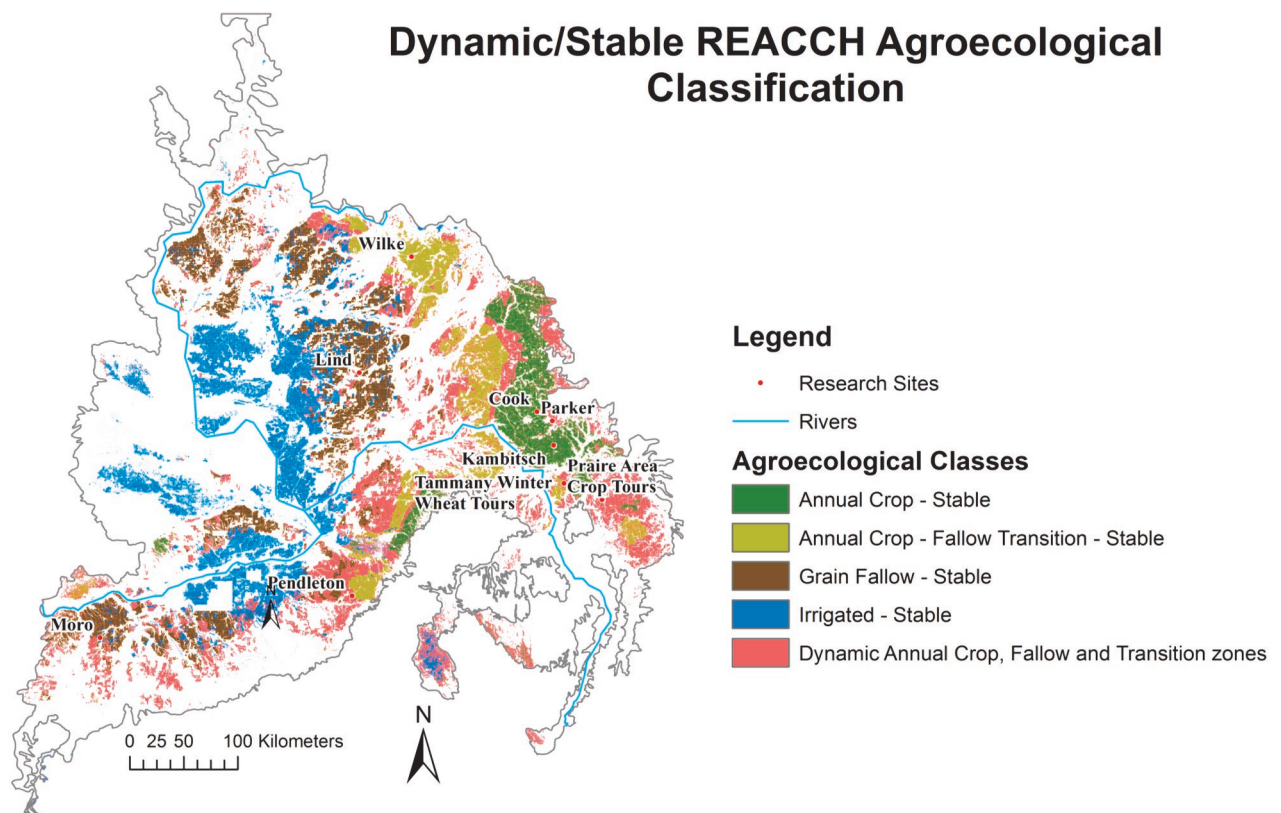 Dynamic/Stable REACCH Agroecological
Classification
Wilke
Lind
Cook
Parker
Kambitsch
Praire Area
Crop Tours
Tammany Winter
Wheat Tours
Pendleton
N
Moro
N
0 25 50 100 Kilometers
Legend
Research Sites
Rivers
Agroecological Classes
Annual Crop - Stable
Annual Crop - Fallow Transition - Stable
Grain Fallow - Stable
Irrigated - Stable
Dynamic Annual Crop, Fallow and Transition zones